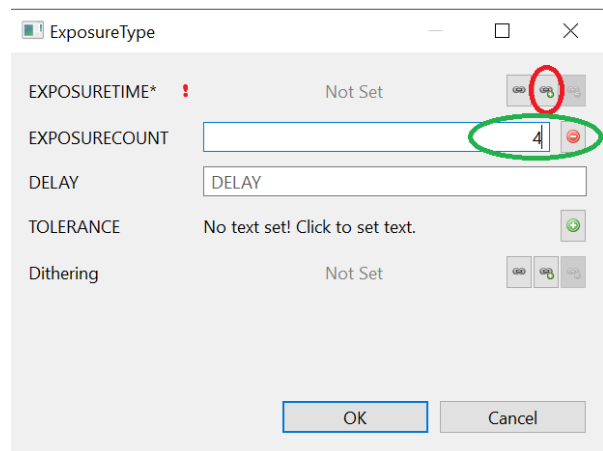 ExposureType
EXPOSURETIME* ! Not Set
EXPOSURECOUNT 4
DELAY DELAY
TOLERANCE No text set! Click to set text.
Dithering Not Set
OK Cancel